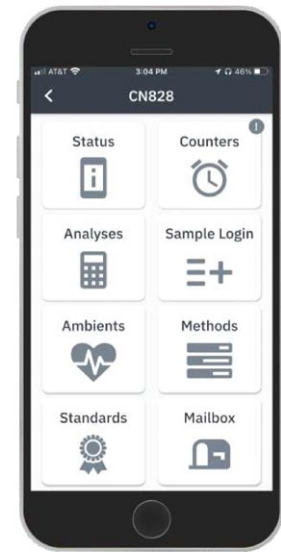 AT&T 3:04 PM 46%
CN828
Status Counters
Analyses Sample Login
Ambients Methods
Standards Mailbox